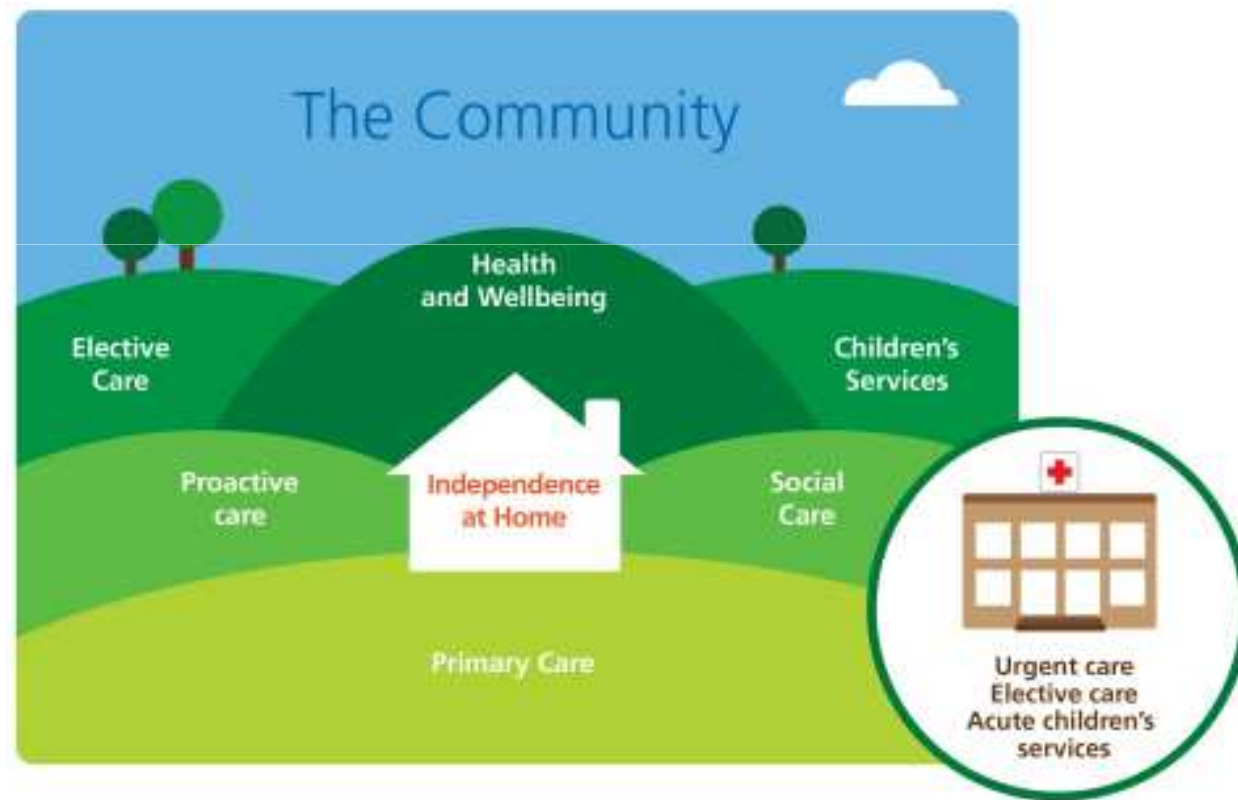 The Community
Health
and Wellbeing
Elective
Care
Children's
Services
Proactive
care
Independence
at Home
Social
Care
Primary Care
Urgent care
Elective care
Acute children's
services